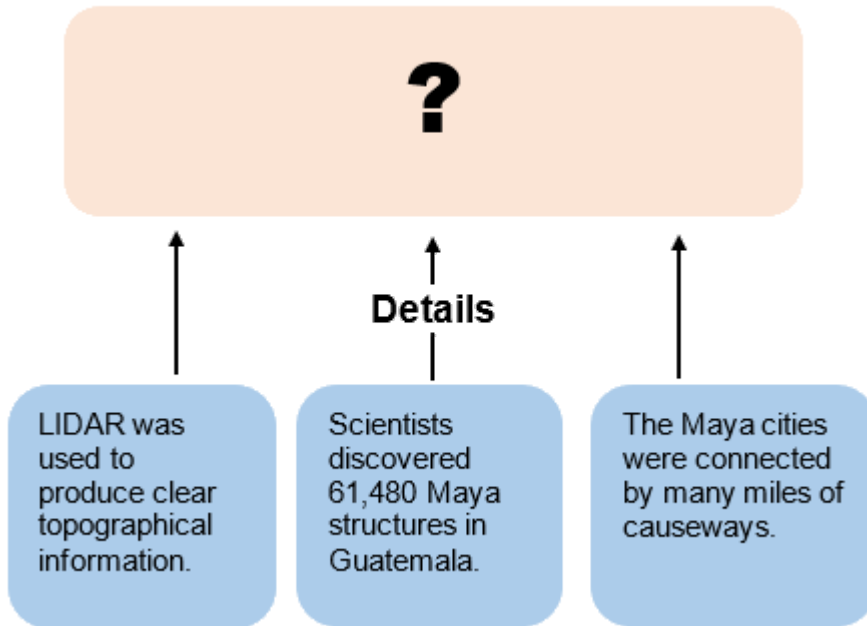 ?
Details
LIDAR was
used to
produce clear
topographical
information.
Scientists
discovered
61,480 Maya
structures in
Guatemala.
The Maya cities
were connected
by many miles of
causeways.